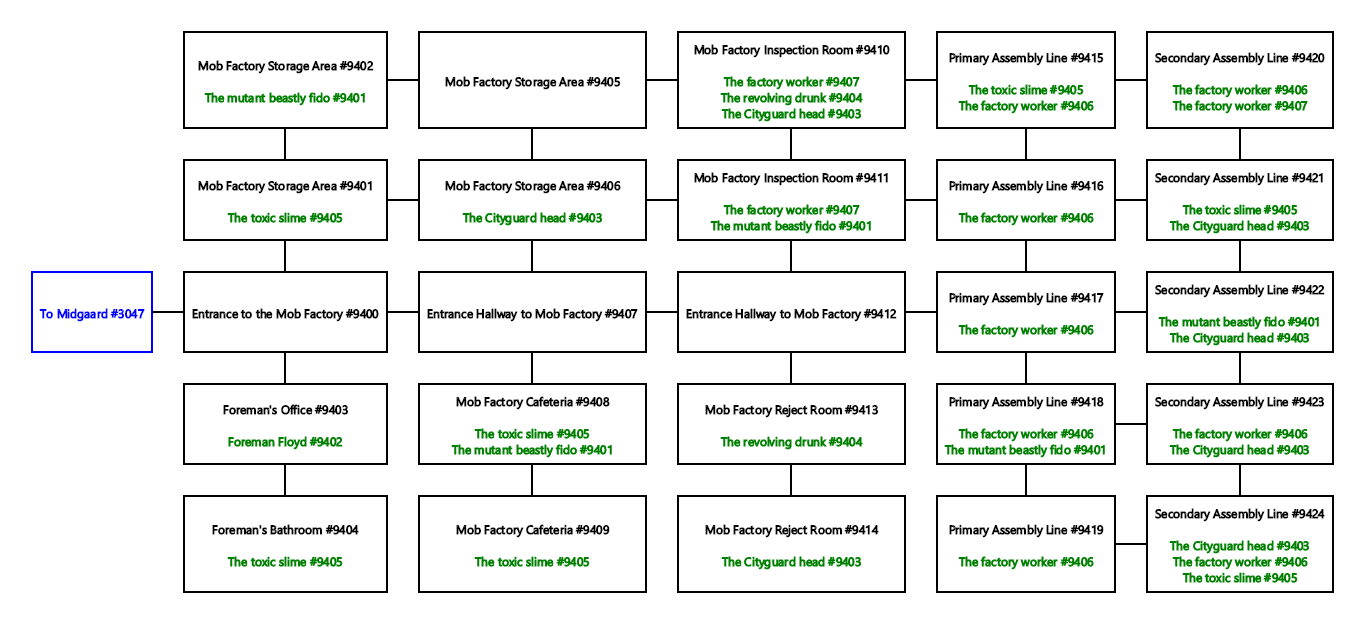 Mob Factory Storage Area #9402
The mutant beastly fido #9401
Mob Factory Storage Area #9405
Mob Factory Inspection Room #9410
The factory worker #9407
The revolving drunk #9404
The Cityguard head #9403
Primary Assembly Line #9415
The toxic slime #9405
The factory worker #9406
Secondary Assembly Line #9420
The factory worker #9406
The factory worker #9407
Mob Factory Storage Area #9401
The toxic slime #9405
Mob Factory Storage Area #9406
The Cityguard head #9403
Mob Factory Inspection Room #9411
The factory worker #9407
The mutant beastly fido #9401
Primary Assembly Line #9416
The factory worker #9406
Secondary Assembly Line #9421
The toxic slime #9405
The Cityguard head #9403
To Midgaard #3047
Entrance to the Mob Factory #9400
Entrance Hallway to Mob Factory #9407
Entrance Hallway to Mob Factory #9412
Primary Assembly Line #9417
The factory worker #9406
Secondary Assembly Line #9422
The mutant beastly fido #9401
The Cityguard head #9403
Foreman's Office #9403
Foreman Floyd #9402
Mob Factory Cafeteria #9408
The toxic slime #9405
The mutant beastly fido #9401
Mob Factory Reject Room #9413
The revolving drunk #9404
Primary Assembly Line #9418
The factory worker #9406
The mutant beastly fido #9401
Secondary Assembly Line #9423
The factory worker #9406
The Cityguard head #9403
Foreman's Bathroom #9404
The toxic slime #9405
Mob Factory Cafeteria #9409
The toxic slime #9405
Mob Factory Reject Room #9414
The Cityguard head #9403
Primary Assembly Line #9419
The factory worker #9406
Secondary Assembly Line #9424
The Cityguard head #9403
The factory worker #9406
The toxic slime #9405